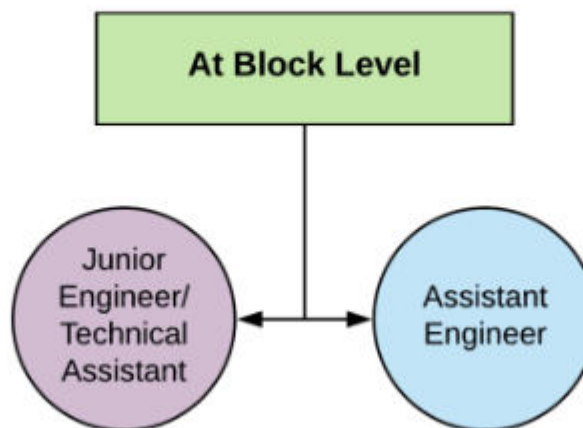 At Block Level
Junior
Engineer/
Technical
Assistant
Assistant
Engineer